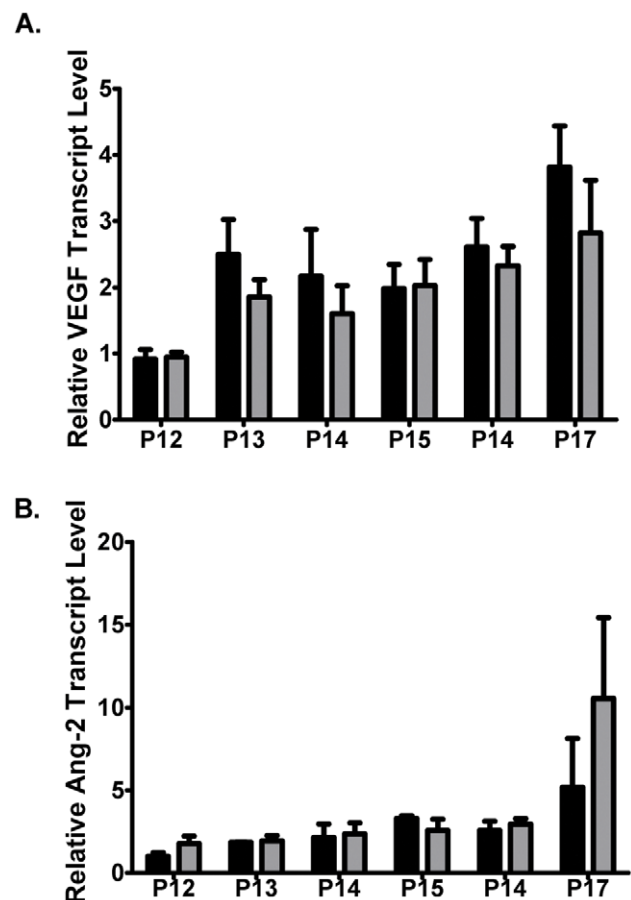 A.
Relative VEGF Transcript Level
5
4
3
2
1
0
P12 P13 P14 P15 P14 P17
B.
Relative Ang-2 Transcript Level
20
15
10
5
0
P12 P13 P14 P15 P14 P17